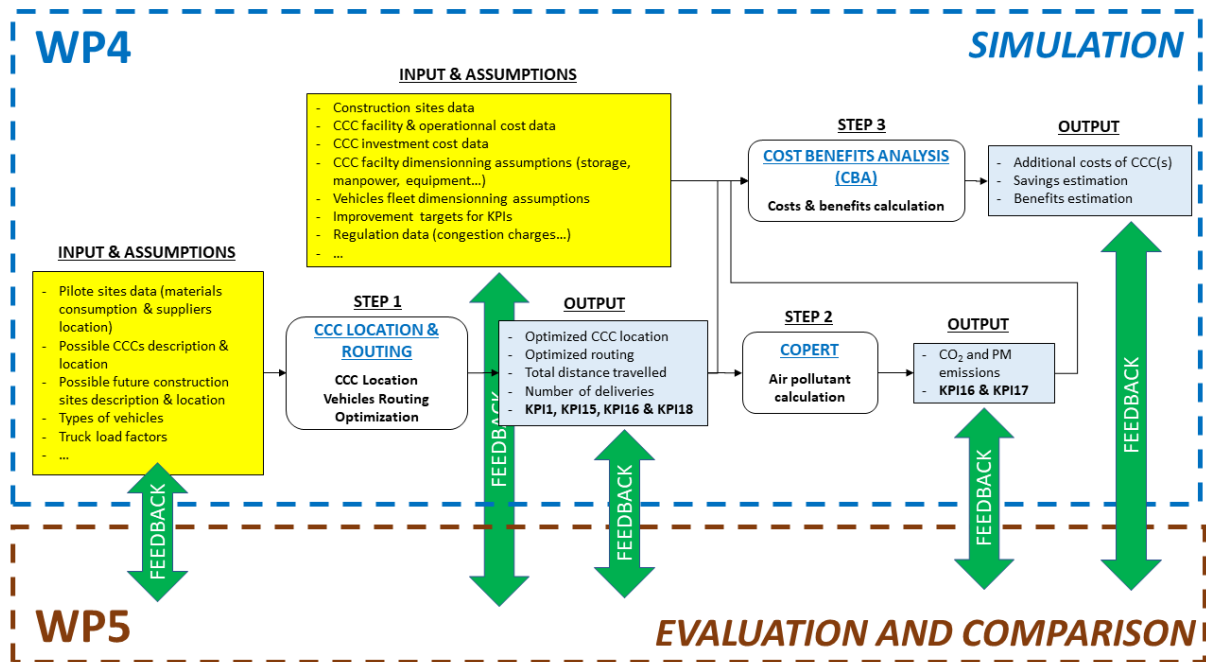 WP4
SIMULATION
INPUT & ASSUMPTIONS
- Construction sites data
- CCC facility & operationnal cost data
- CCC investment cost data
- CCC facility dimensionning assumptions (storage,
manpower, equipment…)
- Vehicles fleet dimensionning assumptions
- Improvement targets for KPIs
- Regulation data (congestion charges…)
- …
STEP 3
COST BENEFITS ANALYSIS
(CBA)
Costs & benefits calculation
OUTPUT
- Additional costs of CCC(s)
- Savings estimation
- Benefits estimation
INPUT & ASSUMPTIONS
- Pilote sites data (materials
consumption & suppliers
location)
- Possible CCCs description &
location
- Possible future construction
sites description & location
- Types of vehicles
- Truck load factors
- …
STEP 1
CCC LOCATION &
ROUTING
CCC Location
Vehicles Routing
Optimization
OUTPUT
- Optimized CCC location
- Optimized routing
- Total distance travelled
- Number of deliveries
- KPI1, KPI15, KPI16 & KPI18
STEP 2
COPERT
Air pollutant
calculation
OUTPUT
- CO2 and PM
emissions
- KPI16 & KPI17
FEEDBACK
FEEDBACK
FEEDBACK
FEEDBACK
FEEDBACK
WP5
EVALUATION AND COMPARISON